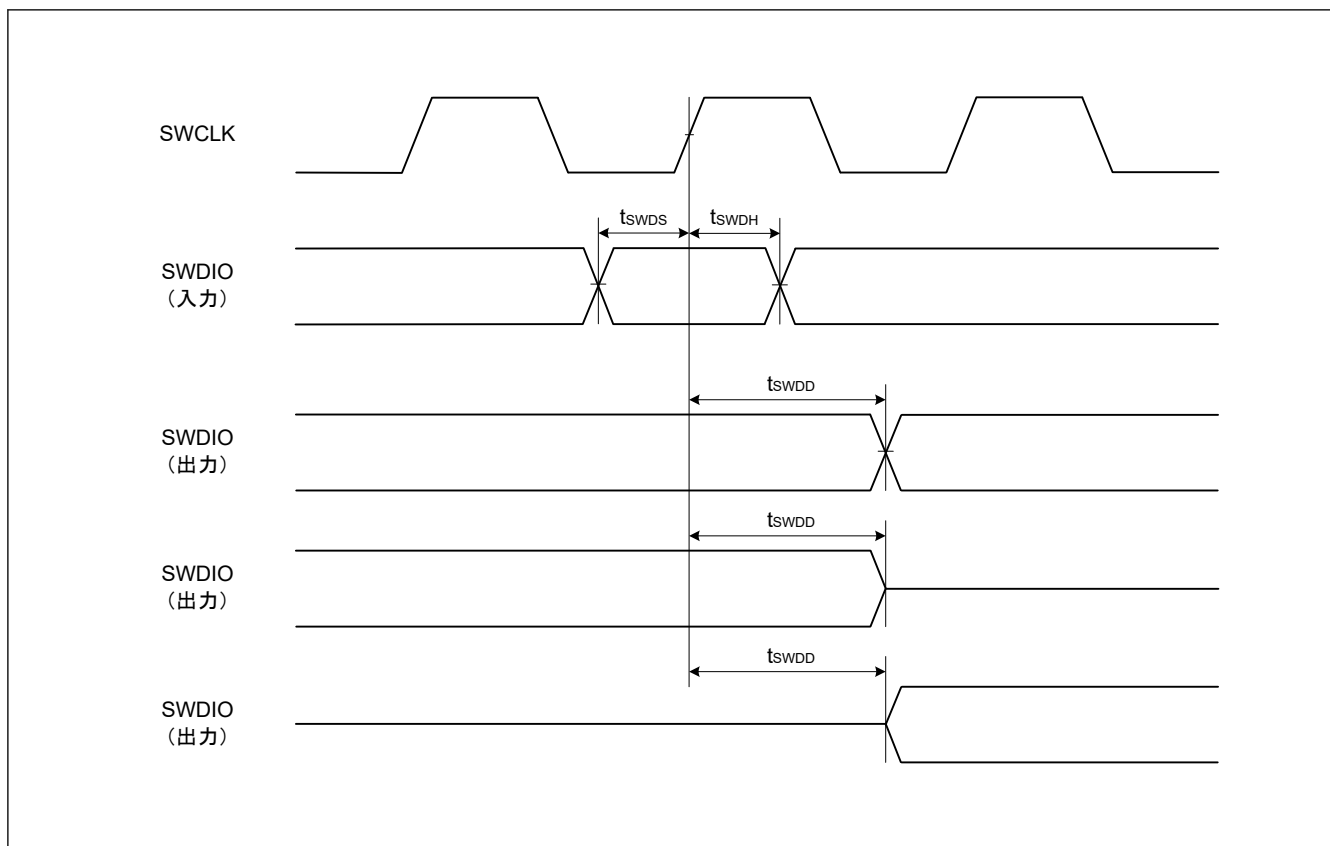 SWCLK
tSWDS
tSWDH
SWDIO
（入力）
tSWDD
SWDIO
（出力）
tSWDD
SWDIO
（出力）
tSWDD
SWDIO
（出力）